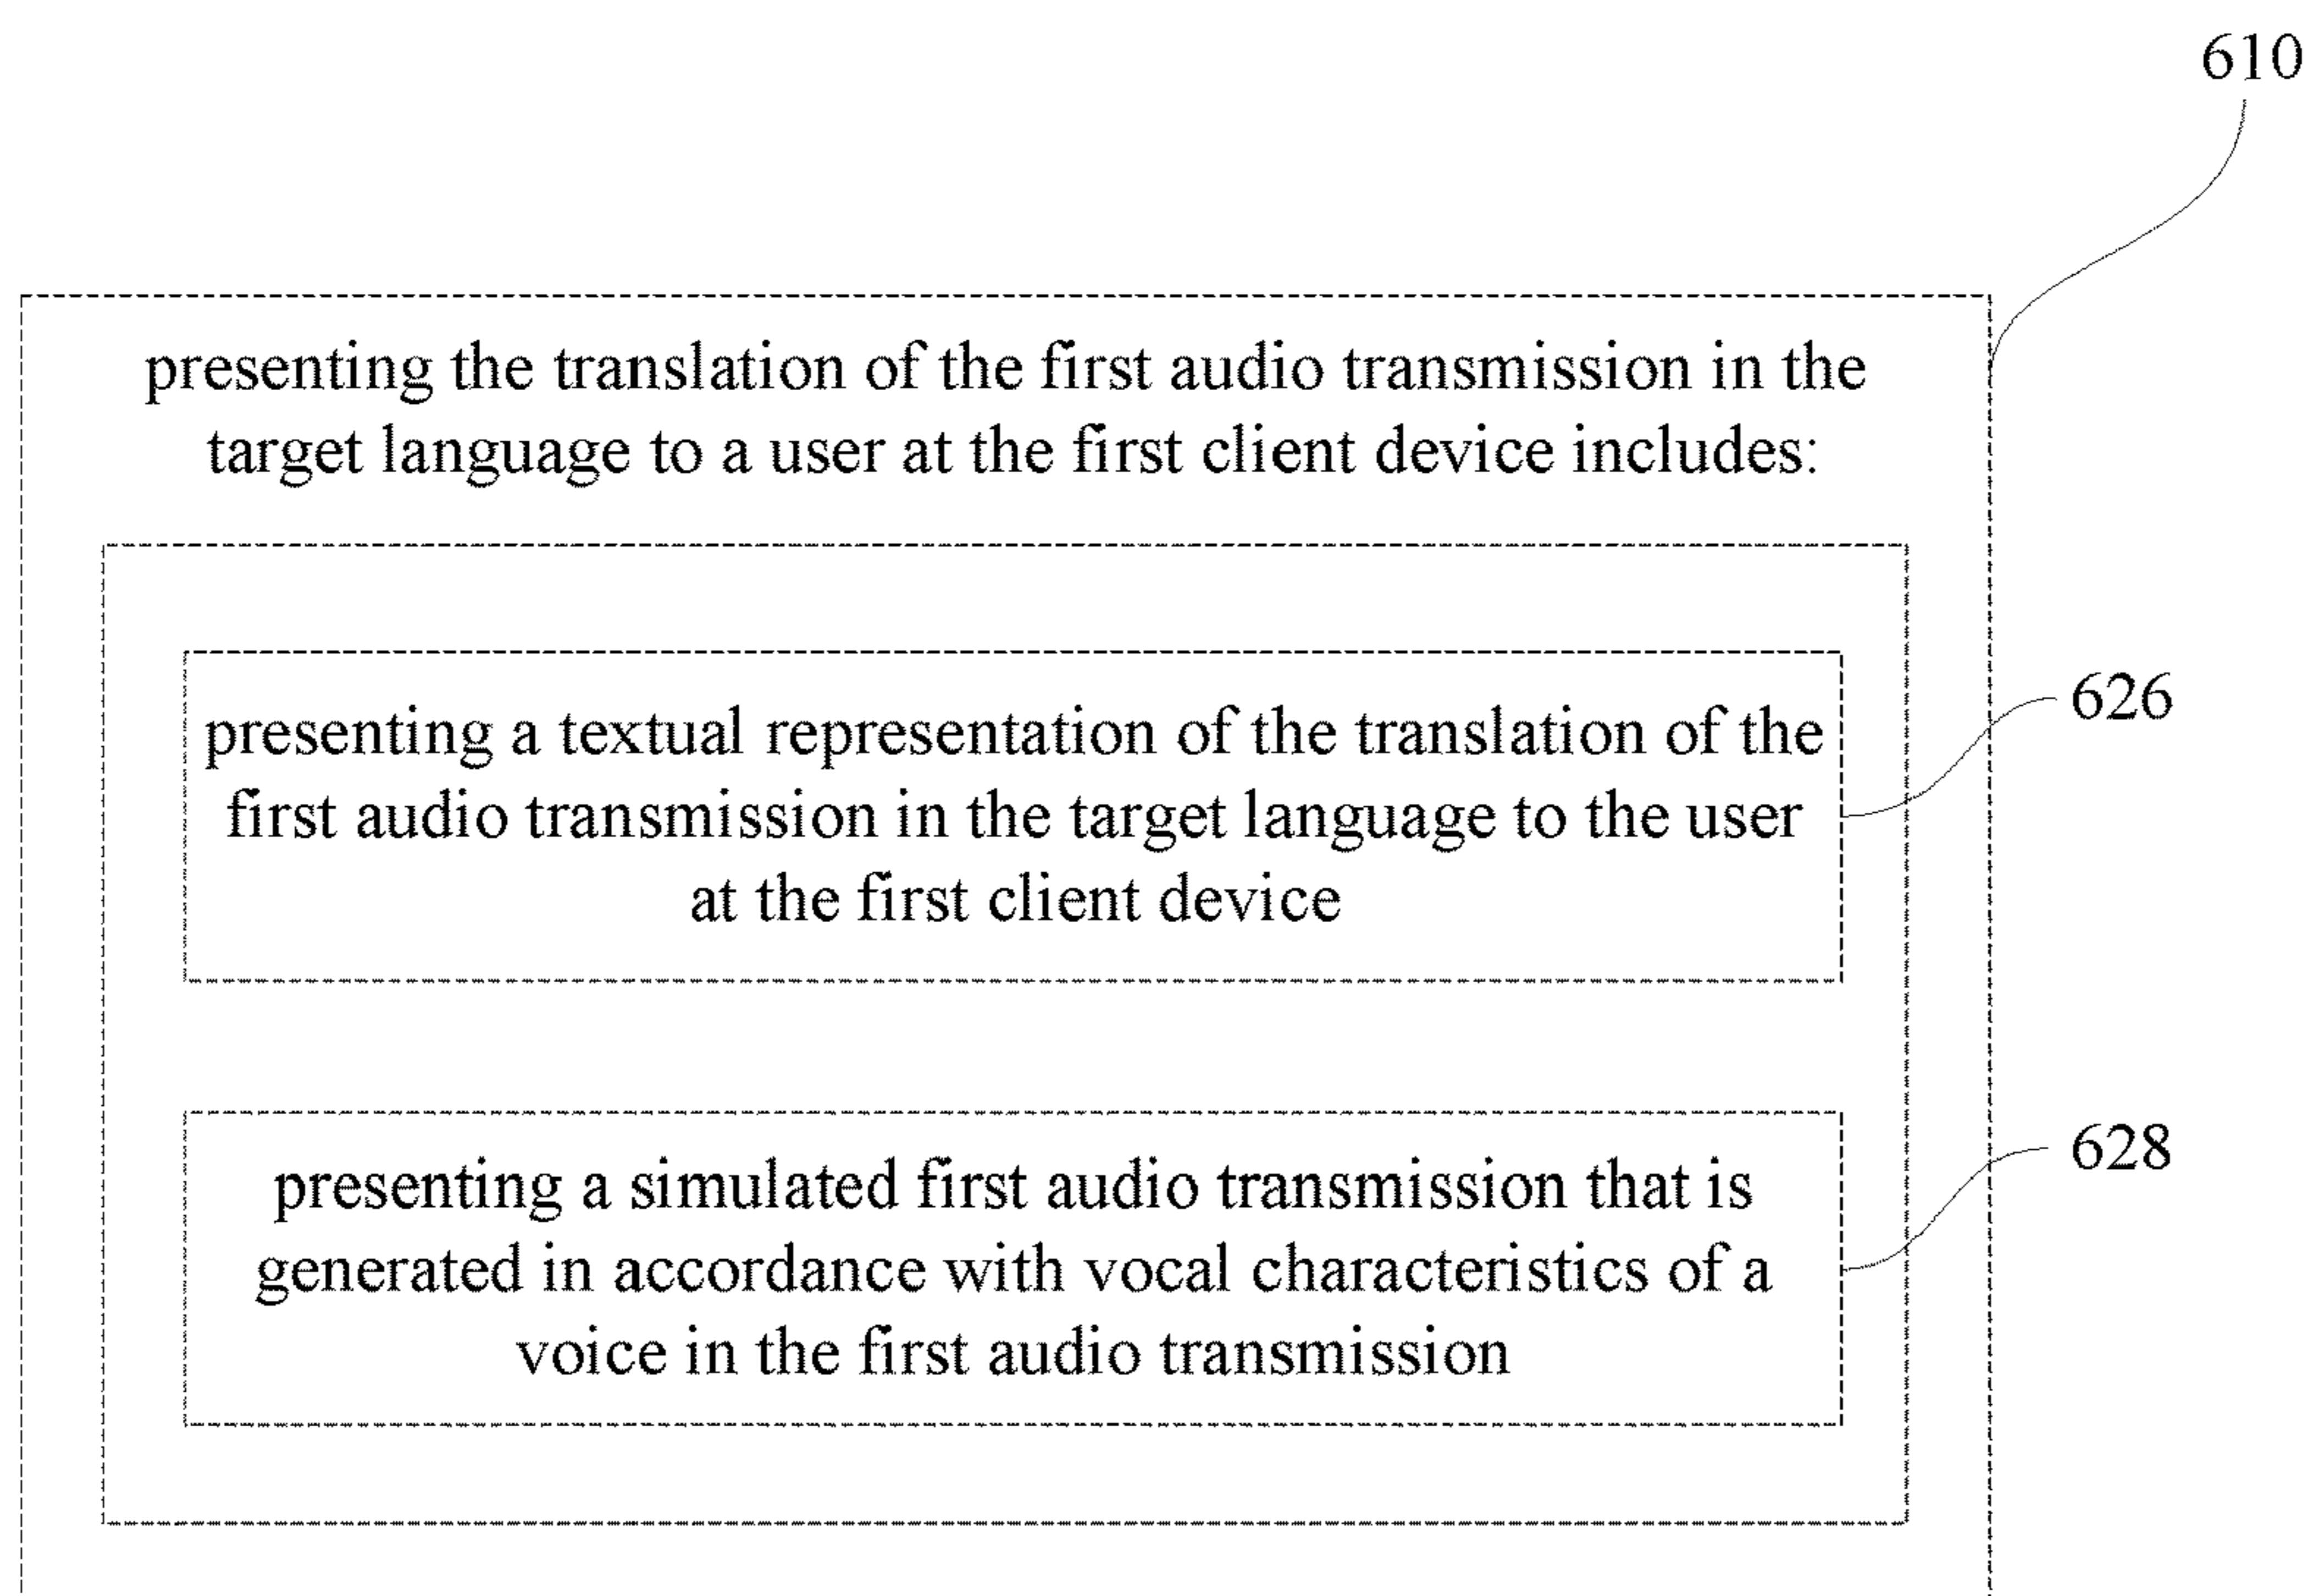 610
presenting the translation of the first audio transmission in the
target language to a user at the first client device includes:
626
presenting a textual representation of the translation of the
first audio transmission in the target language to the user
at the first client device
628
presenting a simulated first audio transmission that is
generated in accordance with vocal characteristics of a
voice in the first audio transmission